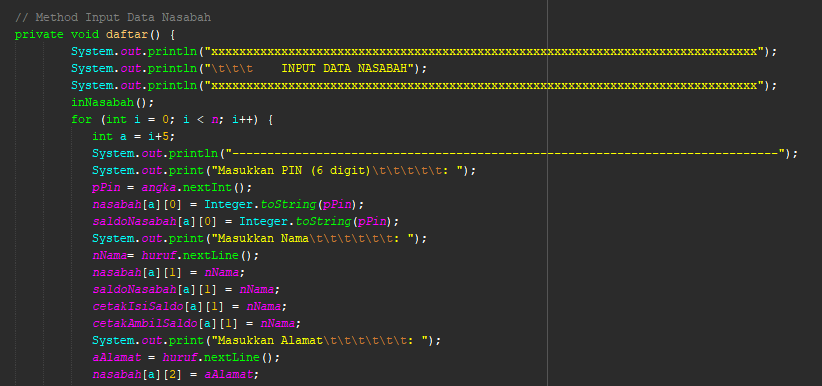 // Method Input Data Nasabah
private void daftar() {
System.out.println("xxxxxxxxxxxxxxxxxxxxxxxxxxxxxxxxxxxxxxxxxxxxxxxxxxxxxxxxxxxxxxxxxxxxxxxxxxxxxx");
System.out.println("\t\t\t    INPUT DATA NASABAH");
System.out.println("xxxxxxxxxxxxxxxxxxxxxxxxxxxxxxxxxxxxxxxxxxxxxxxxxxxxxxxxxxxxxxxxxxxxxxxxxxxxxx");
inNasabah();
for (int i = 0; i < n; i++) {
int a = i+5;
System.out.println("------------------------------------------------------------------------------");
System.out.print("Masukkan PIN (6 digit)\t\t\t\t\t: ");
pPin = angka.nextInt();
nasabah[a][0] = Integer.toString(pPin);
saldoNasabah[a][0] = Integer.toString(pPin);
System.out.print("Masukkan Nama\t\t\t\t\t\t: ");
nNama= huruf.nextLine();
nasabah[a][1] = nNama;
saldoNasabah[a][1] = nNama;
cetakIsiSaldo[a][1] = nNama;
cetakAmbilSaldo[a][1] = nNama;
System.out.print("Masukkan Alamat\t\t\t\t\t\t: ");
aAlamat = huruf.nextLine();
nasabah[a][2] = aAlamat;